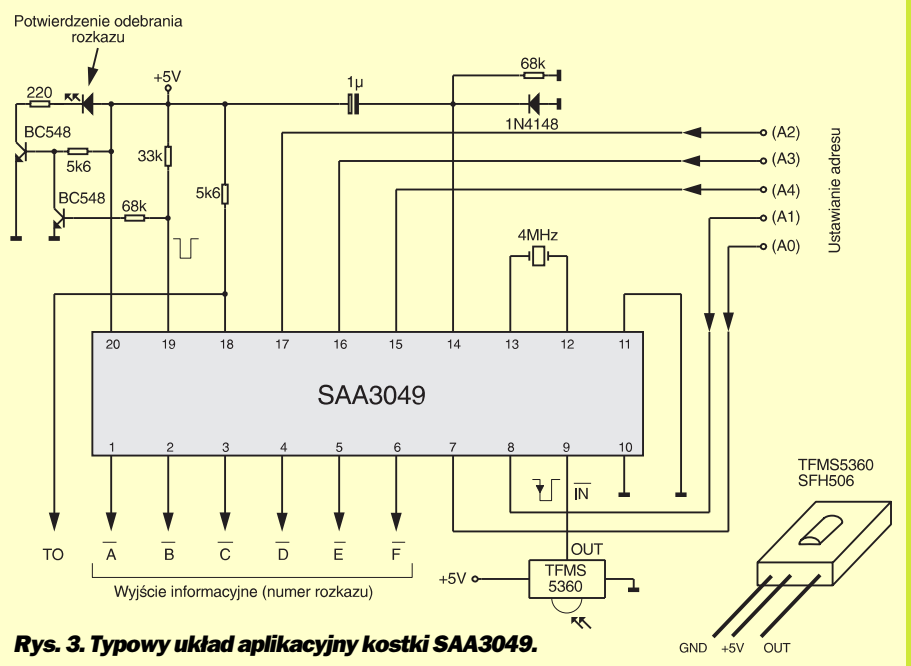 Potwierdzenie odebrania
rozkazu
+5V
1µ
68k
220
1N4148
(A2)
BC548
5k6
33k
(A3)
5k6
(A4)
BC548
68k
(A1)
4MHz
(A0)
Ustawianie adresu
20 19 18 17 16 15 14 13 12 11
SAA3049
1 2 3 4 5 6 7 8 9 10
IN
TFMS5360
SFH506
TO A B C D E F
OUT
Wyjście informacyjne (numer rozkazu)
+5V
TFMS
5360
GND +5V OUT
Rys. 3. Typowy układ aplikacyjny kostki SAA3049.